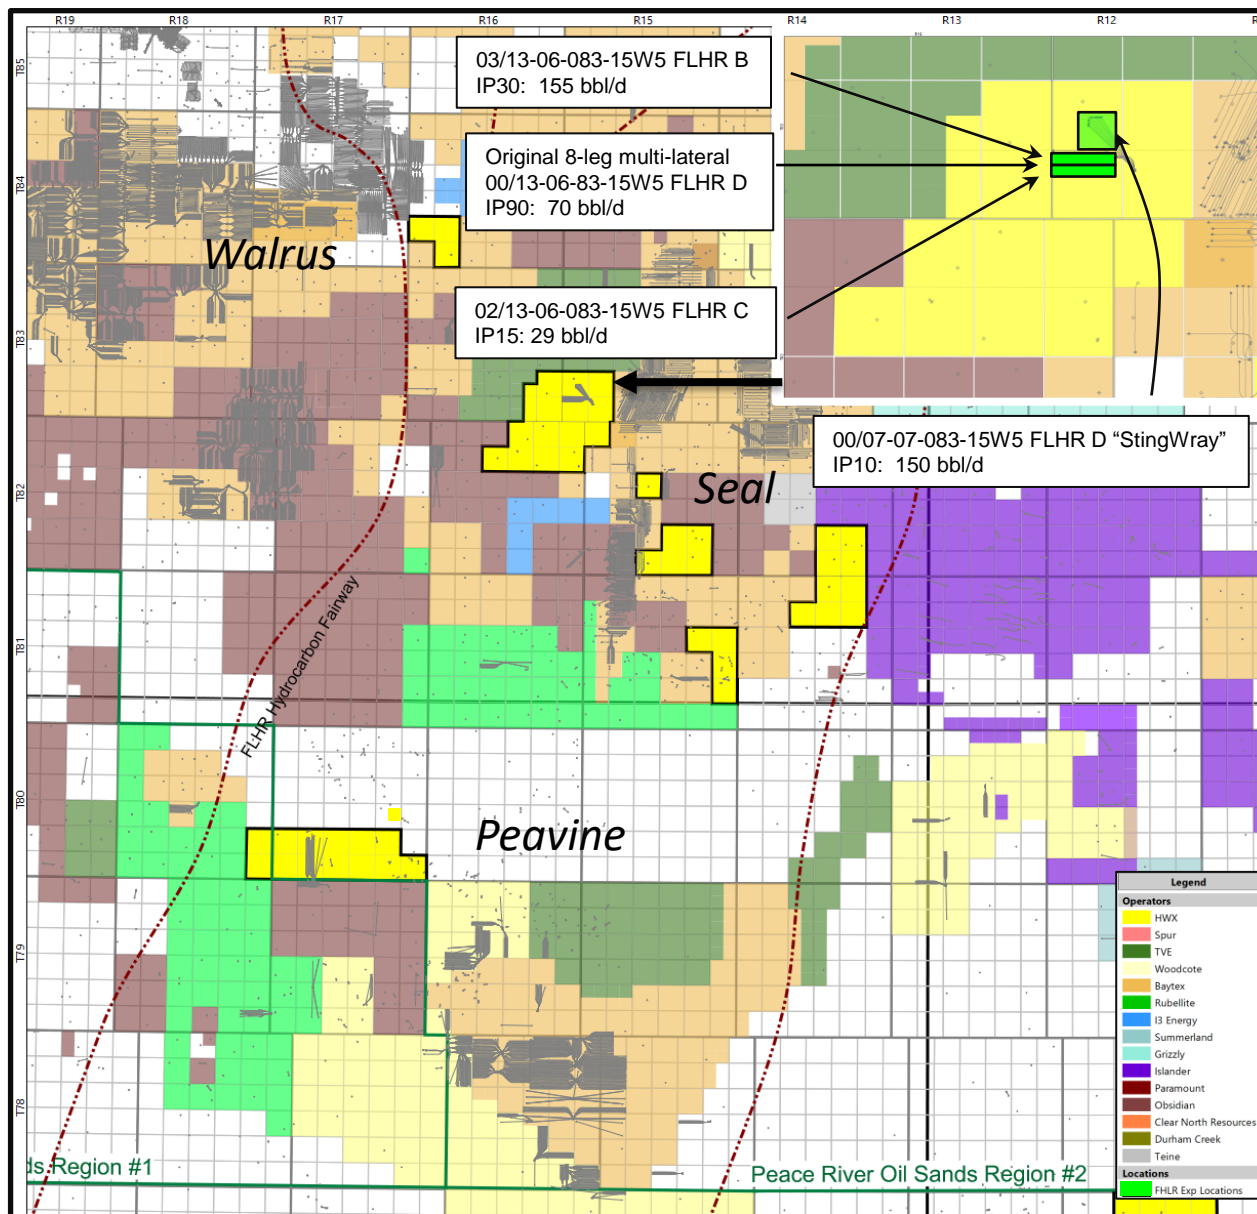 R19
R18
R17
R16
R15
R14
R13
R12
T85
T84
T83
T82
T81
T80
T79
T78
03/13-06-083-15W5 FLHR B
IP30: 155 bbl/d
Original 8-leg multi-lateral
00/13-06-83-15W5 FLHR D
IP90: 70 bbl/d
02/13-06-083-15W5 FLHR C
IP15: 29 bbl/d
00/07-07-083-15W5 FLHR D “StingWray”
IP10: 150 bbl/d
Walrus
Seal
Peavine
FLHR Hydrocarbon Fairway
ds Region #1
Peace River Oil Sands Region #2
Legend
Operators
HWX
Spur
TVE
Woodcote
Baytex
Rubellite
I3 Energy
Summerland
Grizzly
Islander
Paramount
Obsidian
Clear North Resources
Durham Creek
Teine
Locations
FHLR Exp Locations